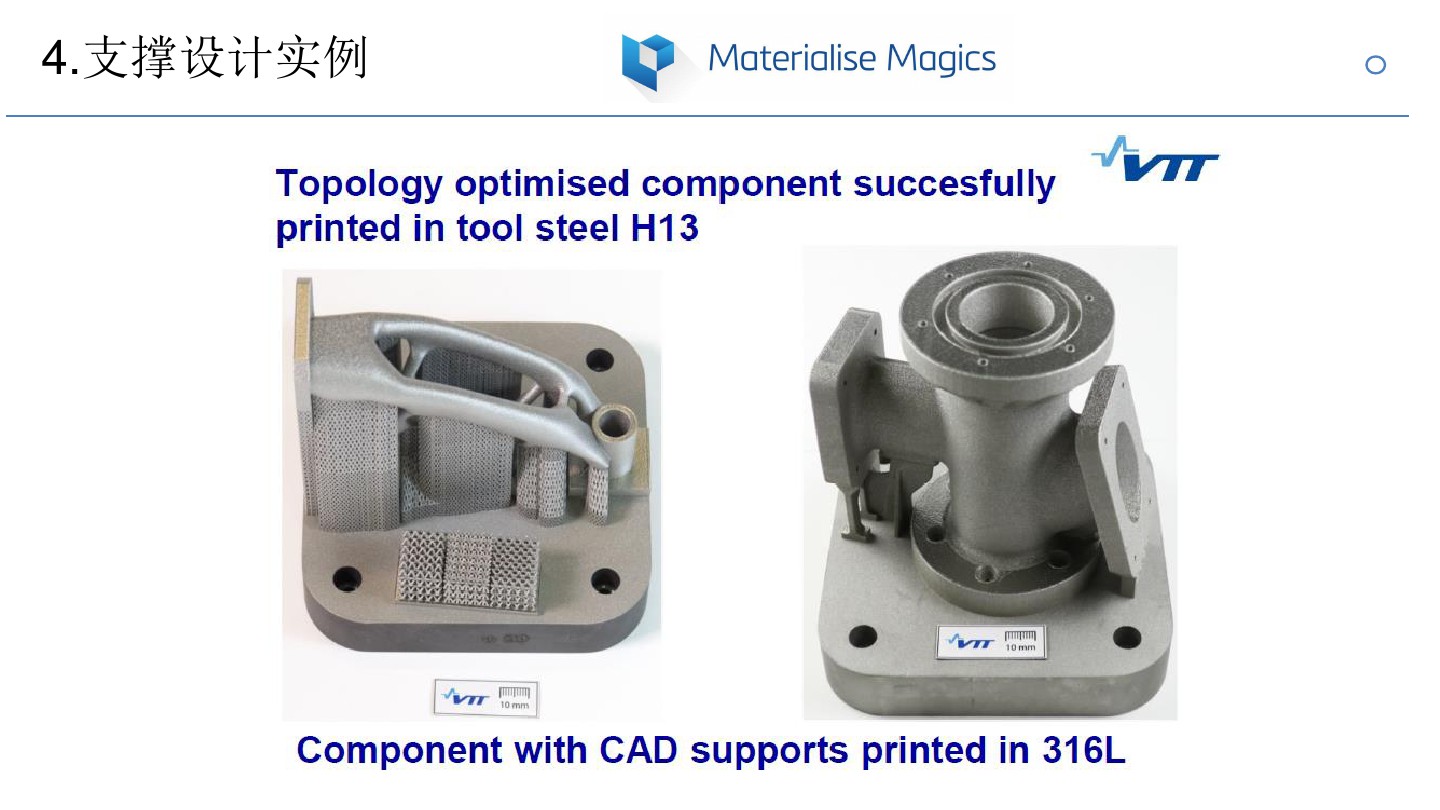 4.支撑设计实例
Materialise Magics
VTT
Topology optimised component succesfully
printed in tool steel H13
VTT
10 mm
VTT
10 mm
Component with CAD supports printed in 316L